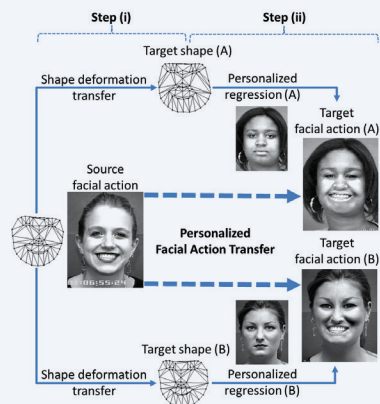 Step (i)
Step (ii)
Target shape (A)
Shape deformation
transfer
Personalized
regression (A)
Target
facial action (A)
Source
facial action
Personalized
Facial Action Transfer
Target
facial action (B)
Target shape (B)
Shape deformation
transfer
Personalized
regression (B)